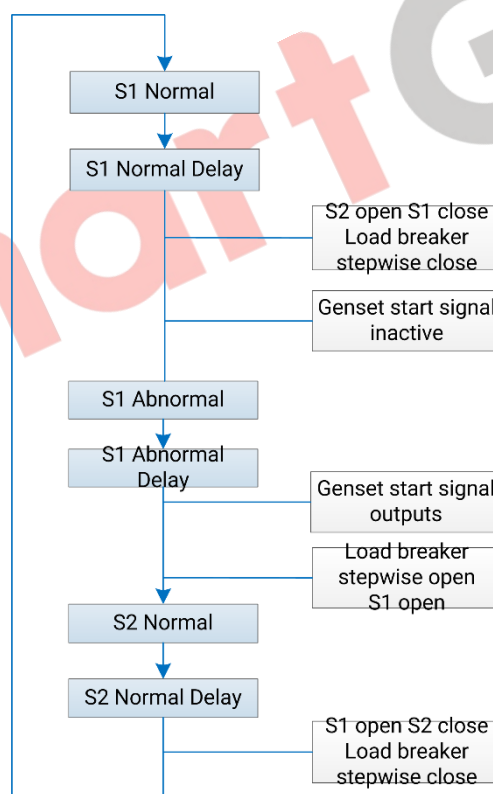 S1 Normal
S1 Normal Delay
S2 open S1 close
Load breaker
stepwise close
Genset start signal
inactive
S1 Abnormal
S1 Abnormal
Delay
Genset start signal
outputs
Load breaker
stepwise open
S1 open
S2 Normal
S2 Normal Delay
S1 open S2 close
Load breaker
stepwise close